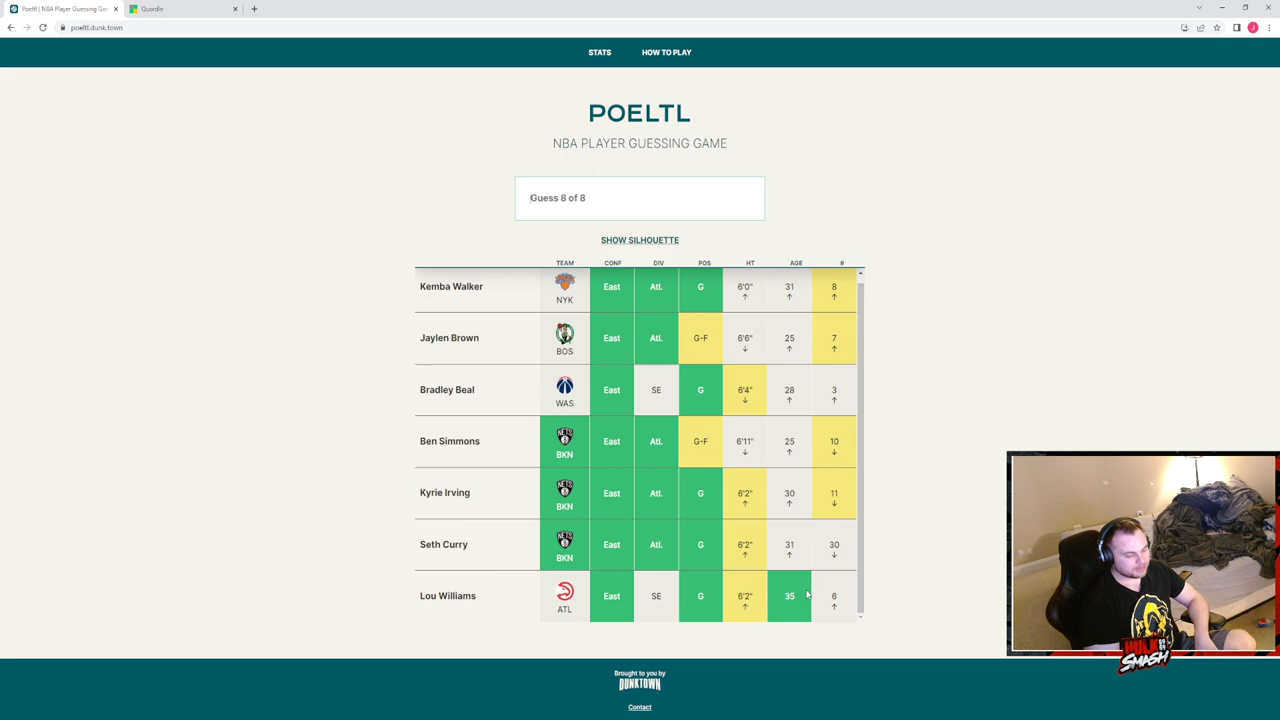 Poeltl | NBA Player Guessing Gam
Quordle
poeltl.dunk.town
STATS
HOW TO PLAY
POELTL
NBA PLAYER GUESSING GAME
Guess 8 of 8
SHOW SILHOUETTE
TEAM CONF DIV POS HT AGE #
Kemba Walker NYK East Atl. G 6'0" ↑ 31 ↑ 8 ↑
Jaylen Brown BOS East Atl. G-F 6'6" ↓ 25 ↑ 7 ↑
Bradley Beal WAS East SE G 6'4" ↓ 28 ↑ 3 ↑
Ben Simmons NETS BKN East Atl. G-F 6'11" ↓ 25 ↑ 10 ↓
Kyrie Irving NETS BKN East Atl. G 6'2" ↑ 30 ↑ 11 ↓
Seth Curry NETS BKN East Atl. G 6'2" ↑ 31 ↑ 30 ↓
Lou Williams ATL East SE G 6'2" ↑ 35 6 ↑
HULK
SMASH
Brought to you by
DUNKTOWN
Contact